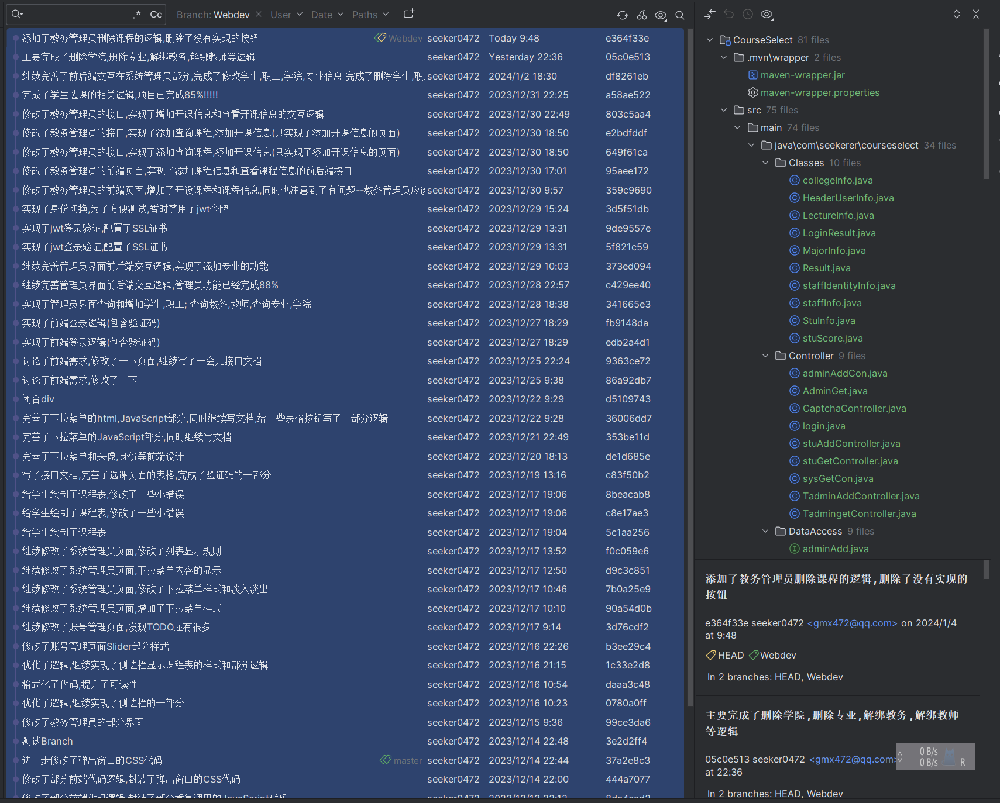 .* Cc Branch: Webdev × User Date Paths
添加了教务管理员删除课程的逻辑,删除了没有实现的按钮 Webdev seeker0472 Today 9:48 e364f33e
主要完成了删除学院,删除专业,解绑教务,解绑教师等逻辑 seeker0472 Yesterday 22:36 05c0e513
继续完善了前后端交互在系统管理员部分,完成了修改学生,职工,学院,专业信息 完成了删除学生,职 seeker0472 2024/1/2 18:30 df8261eb
完成了学生选课的相关逻辑,项目已完成85%!!!!! seeker0472 2023/12/31 22:25 a58ae522
修改了教务管理员的接口,实现了增加开课信息和查看开课信息的交互逻辑 seeker0472 2023/12/30 22:49 803c5aa4
修改了教务管理员的接口,实现了添加查询课程,添加开课信息(只实现了添加开课信息的页面) seeker0472 2023/12/30 18:50 e2bdfddf
修改了教务管理员的接口,实现了添加查询课程,添加开课信息(只实现了添加开课信息的页面) seeker0472 2023/12/30 18:50 649f61ca
修改了教务管理员的前端页面,实现了添加课程信息和查看课程信息的前后端接口 seeker0472 2023/12/30 17:01 95aee172
修改了教务管理员的前端页面,增加了开设课程和课程信息,同时也注意到了有问题--教务管理员应该 seeker0472 2023/12/30 9:57 359c9690
实现了身份切换,为了方便测试,暂时禁用了jwt令牌 seeker0472 2023/12/29 15:24 3d5f51db
实现了jwt登录验证,配置了SSL证书 seeker0472 2023/12/29 13:31 9de9557e
实现了jwt登录验证,配置了SSL证书 seeker0472 2023/12/29 13:31 5f821c59
继续完善管理员界面前后端交互逻辑,实现了添加专业的功能 seeker0472 2023/12/29 10:03 373ed094
继续完善管理员界面前后端交互逻辑,管理员功能已经完成88% seeker0472 2023/12/28 22:57 c429ee40
实现了管理员界面查询和增加学生,职工; 查询教务,教师,查询专业,学院 seeker0472 2023/12/28 18:38 341665e3
实现了前端登录逻辑(包含验证码) seeker0472 2023/12/27 18:29 fb9148da
实现了前端登录逻辑(包含验证码) seeker0472 2023/12/27 18:29 edb2a4d1
讨论了前端需求,修改了一下页面,继续写了一会儿接口文档 seeker0472 2023/12/25 22:24 9363ce72
讨论了前端需求,修改了一下 seeker0472 2023/12/25 9:38 86a92db7
闭合div seeker0472 2023/12/22 9:29 d5109743
完善了下拉菜单的html,JavaScript部分,同时继续写文档,给一些表格按钮写了一部分逻辑 seeker0472 2023/12/22 9:28 36006dd7
完善了下拉菜单的JavaScript部分,同时继续写文档 seeker0472 2023/12/21 22:49 353be11d
完善了下拉菜单和头像,身份等前端设计 seeker0472 2023/12/20 18:13 de1d685e
写了接口文档,完善了选课页面的表格,完成了验证码的一部分 seeker0472 2023/12/19 13:16 c83f50b2
给学生绘制了课程表,修改了一些小错误 seeker0472 2023/12/17 19:06 8beacab8
给学生绘制了课程表,修改了一些小错误 seeker0472 2023/12/17 19:06 c8e17ae3
给学生绘制了课程表 seeker0472 2023/12/17 19:04 5c1aa256
继续修改了系统管理员页面,修改了列表显示规则 seeker0472 2023/12/17 13:52 f0c059e6
继续修改了系统管理员页面,下拉菜单内容的显示 seeker0472 2023/12/17 12:50 d9c3c851
继续修改了系统管理员页面,修改了下拉菜单样式和淡入淡出 seeker0472 2023/12/17 10:46 7b0a25e9
继续修改了系统管理员页面,增加了下拉菜单样式 seeker0472 2023/12/17 10:10 90a54d0b
继续修改了账号管理页面,发现TODO还有很多 seeker0472 2023/12/17 9:14 3d76cdf2
修改了账号管理页面Slider部分样式 seeker0472 2023/12/16 22:26 b3ee29c4
优化了逻辑,继续实现了侧边栏显示课程表的样式和部分逻辑 seeker0472 2023/12/16 21:15 1c33e2d8
格式化了代码,提升了可读性 seeker0472 2023/12/16 10:54 daaa3c48
优化了逻辑,继续实现了侧边栏的一部分 seeker0472 2023/12/16 10:23 0780a0ff
修改了教务管理员的部分界面 seeker0472 2023/12/15 9:36 99ce3da6
测试Branch seeker0472 2023/12/14 22:48 3e2d2ff4
进一步修改了弹出窗口的CSS代码 master seeker0472 2023/12/14 22:44 37a2e8c3
修改了部分前端代码逻辑,封装了弹出窗口的CSS代码 seeker0472 2023/12/14 22:00 444a7077
修改了部分前端代码逻辑,封装了部分重复调用的JavaScript代码 seeker0472 2023/12/13 22:12
CourseSelect 81 files
.mvn\wrapper 2 files
maven-wrapper.jar
maven-wrapper.properties
src 75 files
main 74 files
java\com\seekerer\courseselect 34 files
Classes 10 files
collegeInfo.java
HeaderUserInfo.java
LectureInfo.java
LoginResult.java
MajorInfo.java
Result.java
staffIdentityInfo.java
staffInfo.java
StuInfo.java
stuScore.java
Controller 9 files
adminAddCon.java
AdminGet.java
CaptchaController.java
login.java
stuAddController.java
stuGetController.java
sysGetCon.java
TadminAddController.java
TadmingetController.java
DataAccess 9 files
adminAdd.java
添加了教务管理员删除课程的逻辑,删除了没有实现的
按钮
e364f33e seeker0472 <gmx472@qq.com> on 2024/1/4
at 9:48
HEAD Webdev
In 2 branches: HEAD, Webdev
主要完成了删除学院,删除专业,解绑教务,解绑教师
等逻辑
05c0e513 seeker0472 <gmx472@qq.com>
at 22:36
In 2 branches: HEAD, Webdev
0 B/s
0 B/s R